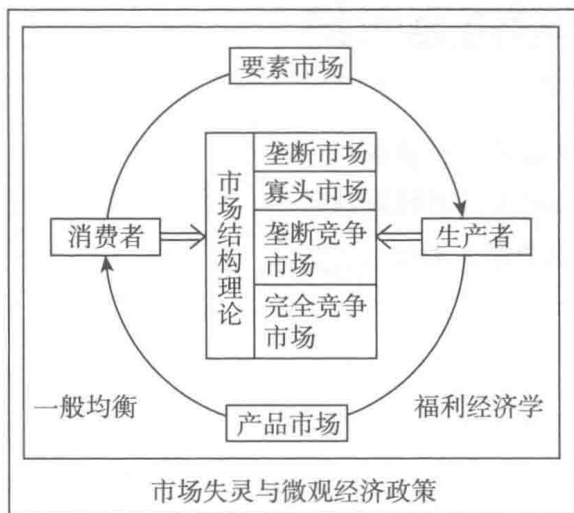 要素市场
市场结构理论
垄断市场
寡头市场
垄断竞争
市场
完全竞争
市场
消费者
生产者
一般均衡
福利经济学
产品市场
市场失灵与微观经济政策